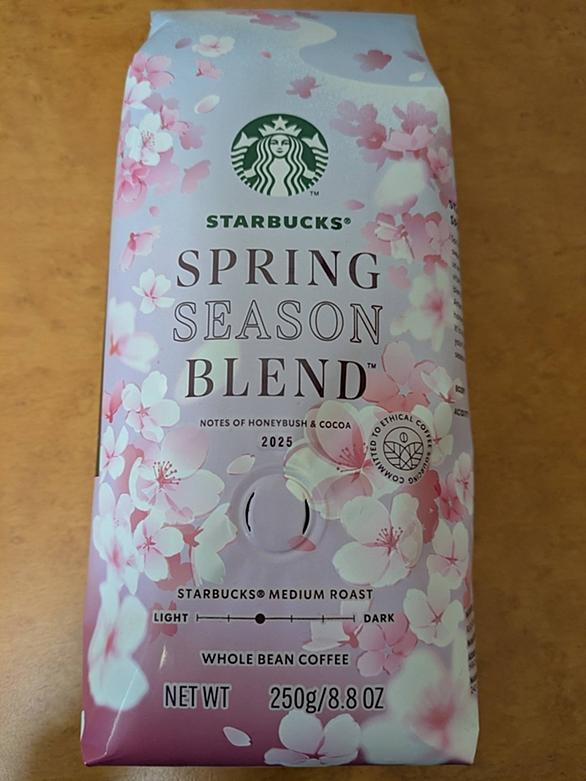 STARBUCKS®
SPRING
SEASON
BLEND™
NOTES OF HONEYBUSH & COCOA
2025
COMMITTED TO ETHICAL COFFEE SOURCING
STARBUCKS® MEDIUM ROAST
LIGHT DARK
WHOLE BEAN COFFEE
NET WT 250g/8.8 OZ
TM